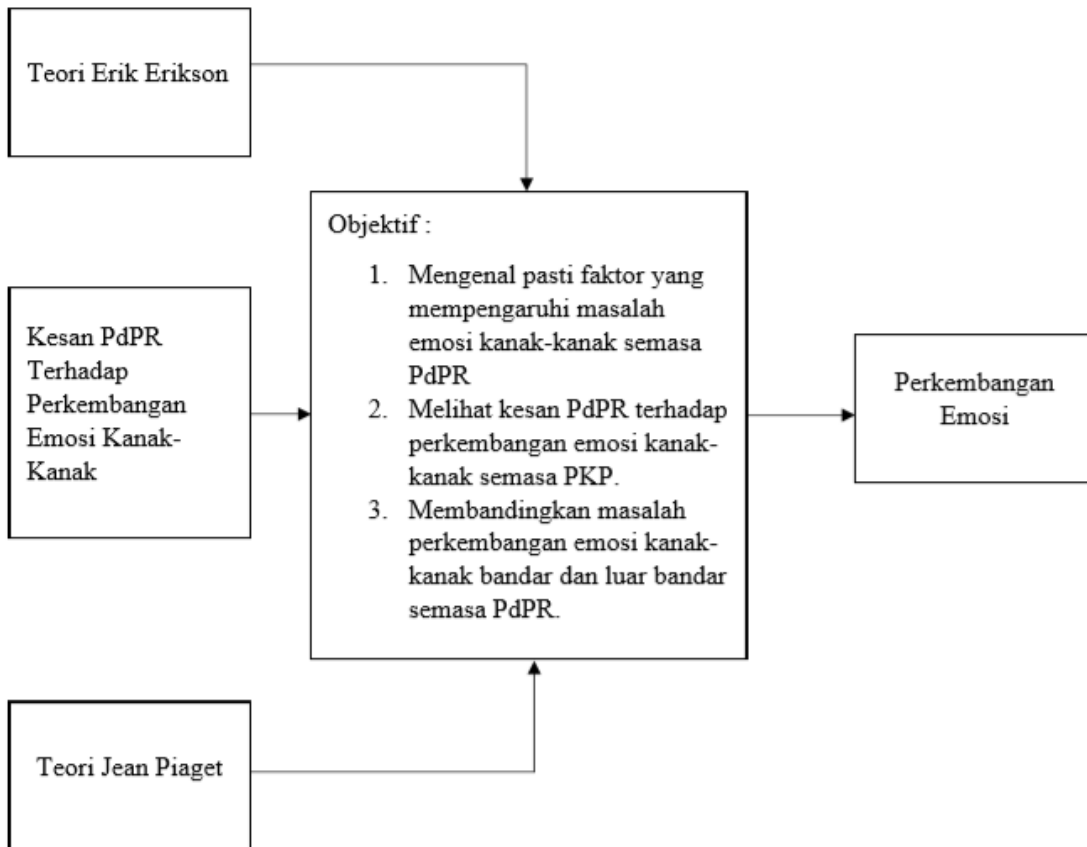 Teori Erik Erikson
Objektif :
1. Mengenal pasti faktor yang
mempengaruhi masalah
emosi kanak-kanak semasa
PdPR
2. Melihat kesan PdPR terhadap
perkembangan emosi kanak-
kanak semasa PKP.
3. Membandingkan masalah
perkembangan emosi kanak-
kanak bandar dan luar bandar
semasa PdPR.
Kesan PdPR
Terhadap
Perkembangan
Emosi Kanak-
Kanak
Perkembangan
Emosi
Teori Jean Piaget